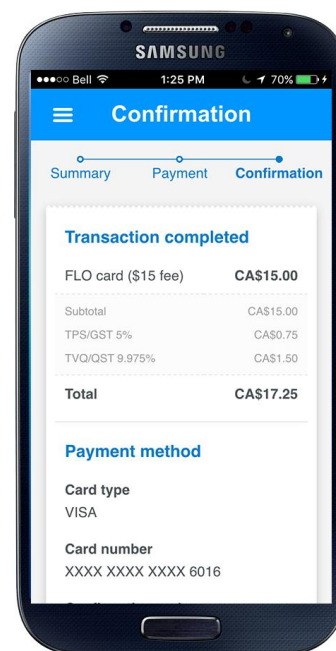 SAMSUNG
Bell 1:25 PM 70%
Confirmation
Summary Payment Confirmation
Transaction completed
FLO card ($15 fee) CA$15.00
Subtotal CA$15.00
TPS/GST 5% CA$0.75
TVQ/QST 9.975% CA$1.50
Total CA$17.25
Payment method
Card type
VISA
Card number
XXXX XXXX XXXX 6016